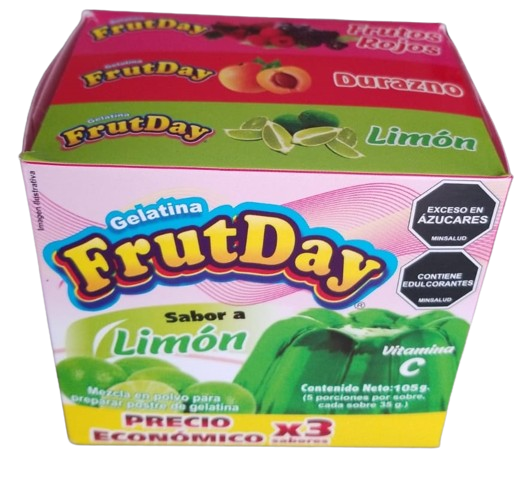 Gelatina
FrutDay
Frutos
Rojos
Gelatina
FrutDay
Durazno
Gelatina
FrutDay
Limón
Imagen ilustrativa
Gelatina
FrutDay
®
EXCESO EN
AZÚCARES
MINSALUD
CONTIENE
EDULCORANTES
MINSALUD
Sabor a
Limón
Vitamina
C
Mezcla en polvo para
preparar postre de gelatina
Contenido Neto:105g.
(5 porciones por sobre,
cada sobre 35 g.)
PRECIO
ECONÓMICO
x3
sabores